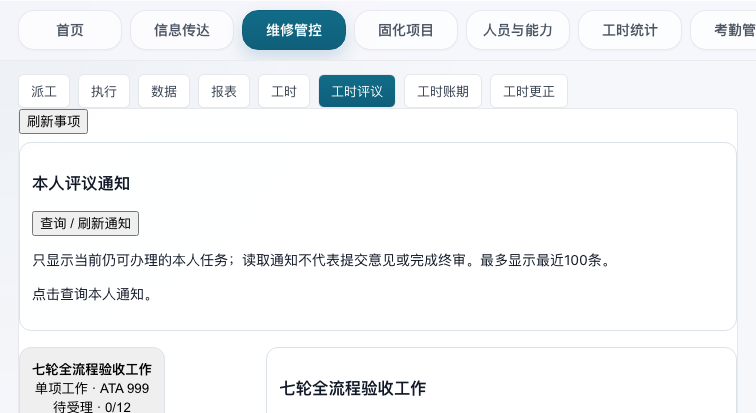 首页 信息传达 维修管控 固化项目 人员与能力 工时统计 考勤管
派工 执行 数据 报表 工时 工时评议 工时账期 工时更正
刷新事项
本人评议通知
查询 / 刷新通知
只显示当前仍可办理的本人任务；读取通知不代表提交意见或完成终审。最多显示最近100条。
点击查询本人通知。
七轮全流程验收工作
单项工作 · ATA 999
待受理 · 0/12
七轮全流程验收工作